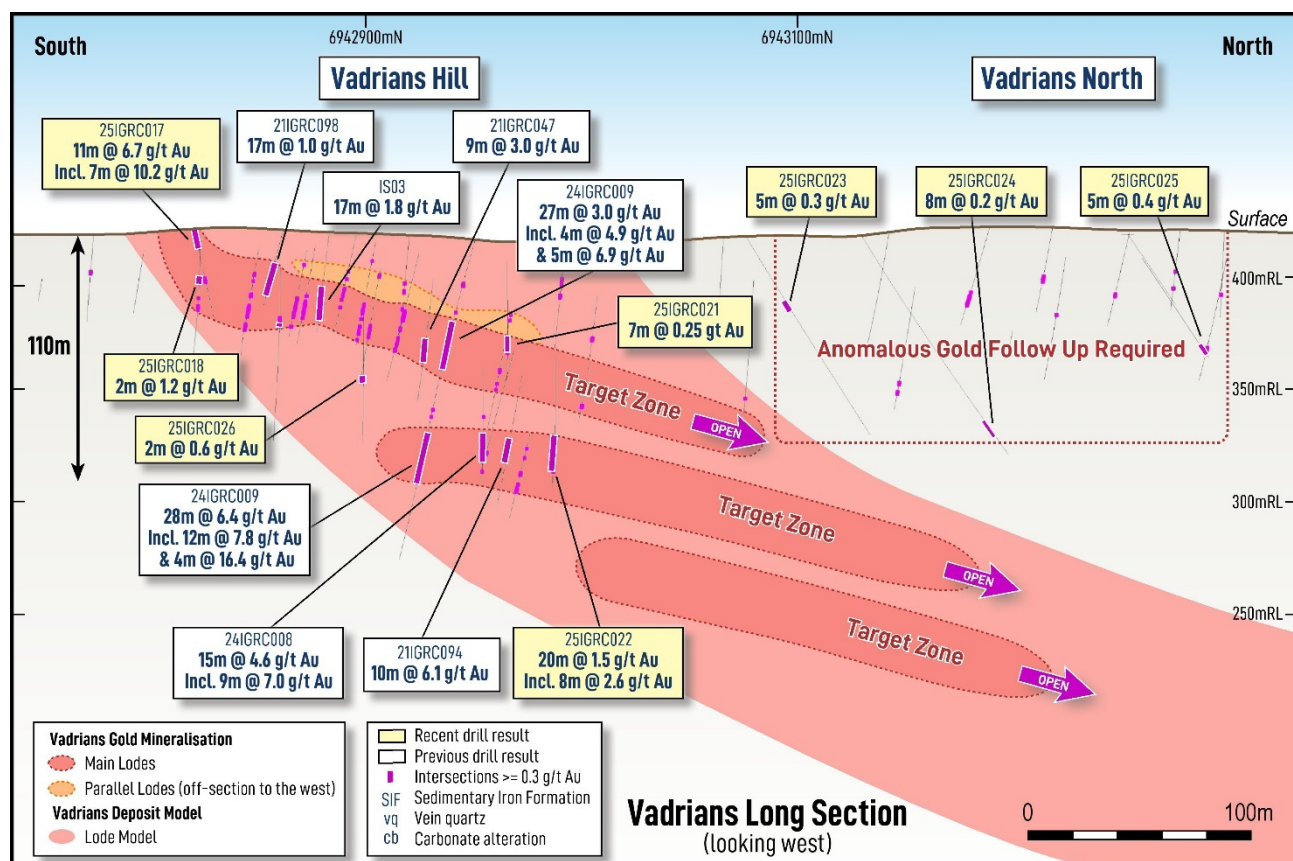 South
6942900mN
6943100mN
North
Vadrians Hill
Vadrians North
25IGRC017
11m @ 6.7 g/t Au
Incl. 7m @ 10.2 g/t Au
21IGRC098
17m @ 1.0 g/t Au
21IGRC047
9m @ 3.0 g/t Au
IS03
17m @ 1.8 g/t Au
24IGRC009
27m @ 3.0 g/t Au
Incl. 4m @ 4.9 g/t Au
& 5m @ 6.9 g/t Au
25IGRC023
5m @ 0.3 g/t Au
25IGRC024
8m @ 0.2 g/t Au
25IGRC025
5m @ 0.4 g/t Au
Surface
400mRL
110m
25IGRC021
7m @ 0.25 gt Au
Anomalous Gold Follow Up Required
25IGRC018
2m @ 1.2 g/t Au
350mRL
Target Zone
OPEN
25IGRC026
2m @ 0.6 g/t Au
24IGRC009
28m @ 6.4 g/t Au
Incl. 12m @ 7.8 g/t Au
& 4m @ 16.4 g/t Au
300mRL
Target Zone
OPEN
250mRL
24IGRC008
15m @ 4.6 g/t Au
Incl. 9m @ 7.0 g/t Au
21IGRC094
10m @ 6.1 g/t Au
25IGRC022
20m @ 1.5 g/t Au
Incl. 8m @ 2.6 g/t Au
Target Zone
OPEN
Vadrians Gold Mineralisation
Main Lodes
Parallel Lodes (off-section to the west)
Vadrians Deposit Model
Lode Model
Recent drill result
Previous drill result
Intersections >= 0.3 g/t Au
SIF Sedimentary Iron Formation
vq Vein quartz
cb Carbonate alteration
Vadrians Long Section
(looking west)
0 100m